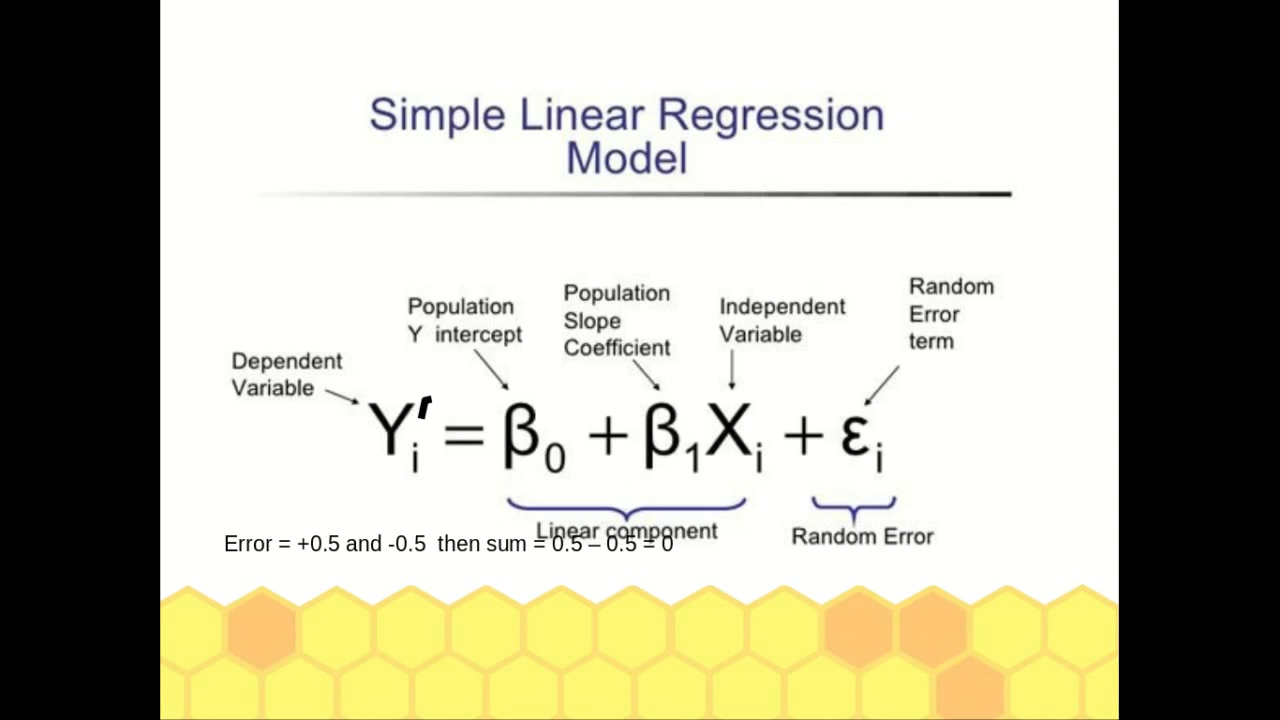 Simple Linear Regression
Model
Population
Y intercept
Population
Slope
Coefficient
Independent
Variable
Random
Error
term
Dependent
Variable
Yᵢ′ = β₀ + β₁Xᵢ + εᵢ
Linear component
Random Error
Error = +0.5 and -0.5 then sum = 0.5 – 0.5 = 0